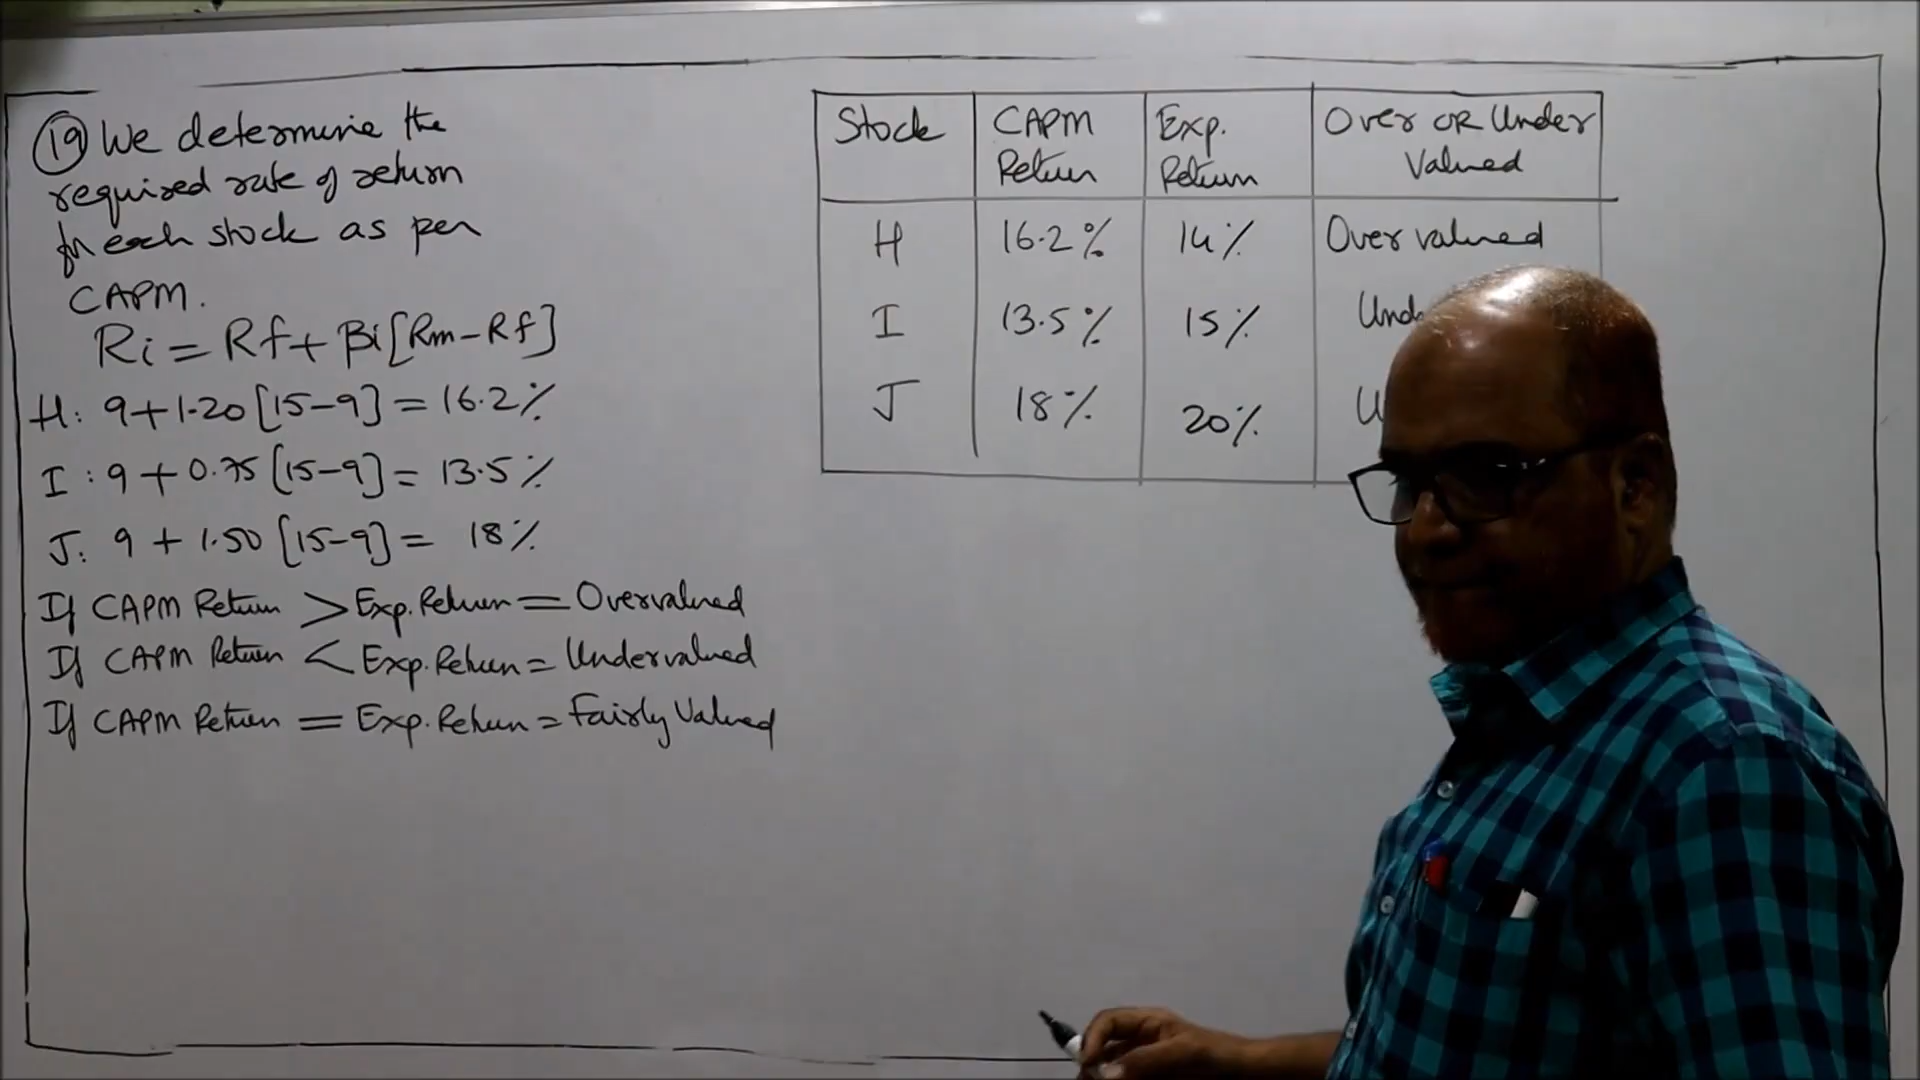 19 We determine the
required rate of return
for each stock as per
CAPM.
Ri = Rf + βi [Rm - Rf]
H: 9 + 1.20 [15-9] = 16.2%
I: 9 + 0.75 [15-9] = 13.5%
J: 9 + 1.50 [15-9] = 18%
If CAPM Return > Exp. Return = Overvalued
If CAPM Return < Exp. Return = Undervalued
If CAPM Return = Exp. Return = Fairly Valued
Stock CAPM Return Exp. Return Over OR Under Valued
H 16.2% 14% Overvalued
I 13.5% 15% Und
J 18% 20% U